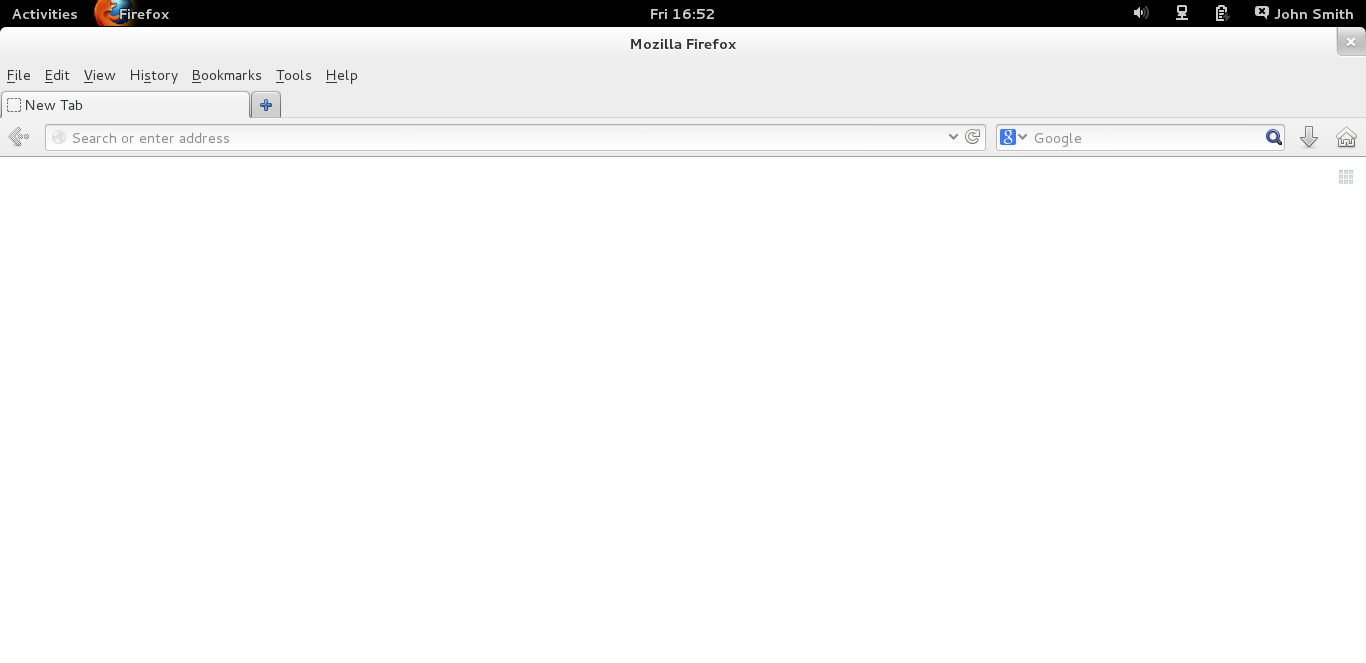 Activities Firefox Fri 16:52 John Smith
Mozilla Firefox
File Edit View History Bookmarks Tools Help
New Tab
Search or enter address 8 Google